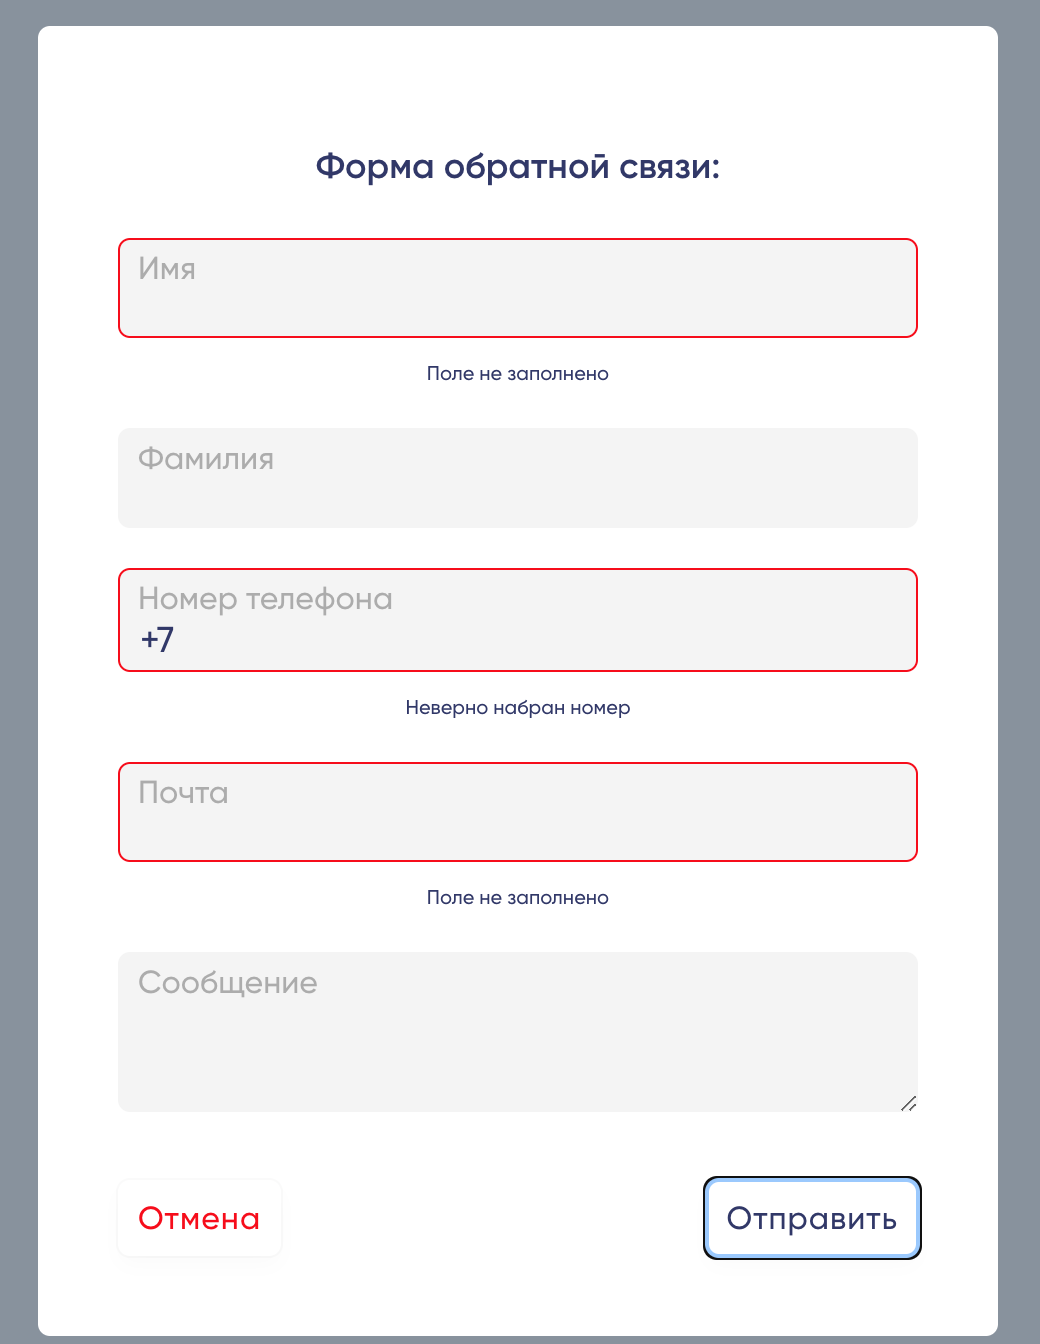 Форма обратной связи:
Имя
Поле не заполнено
Фамилия
Номер телефона
+7
Неверно набран номер
Почта
Поле не заполнено
Сообщение
Отмена
Отправить